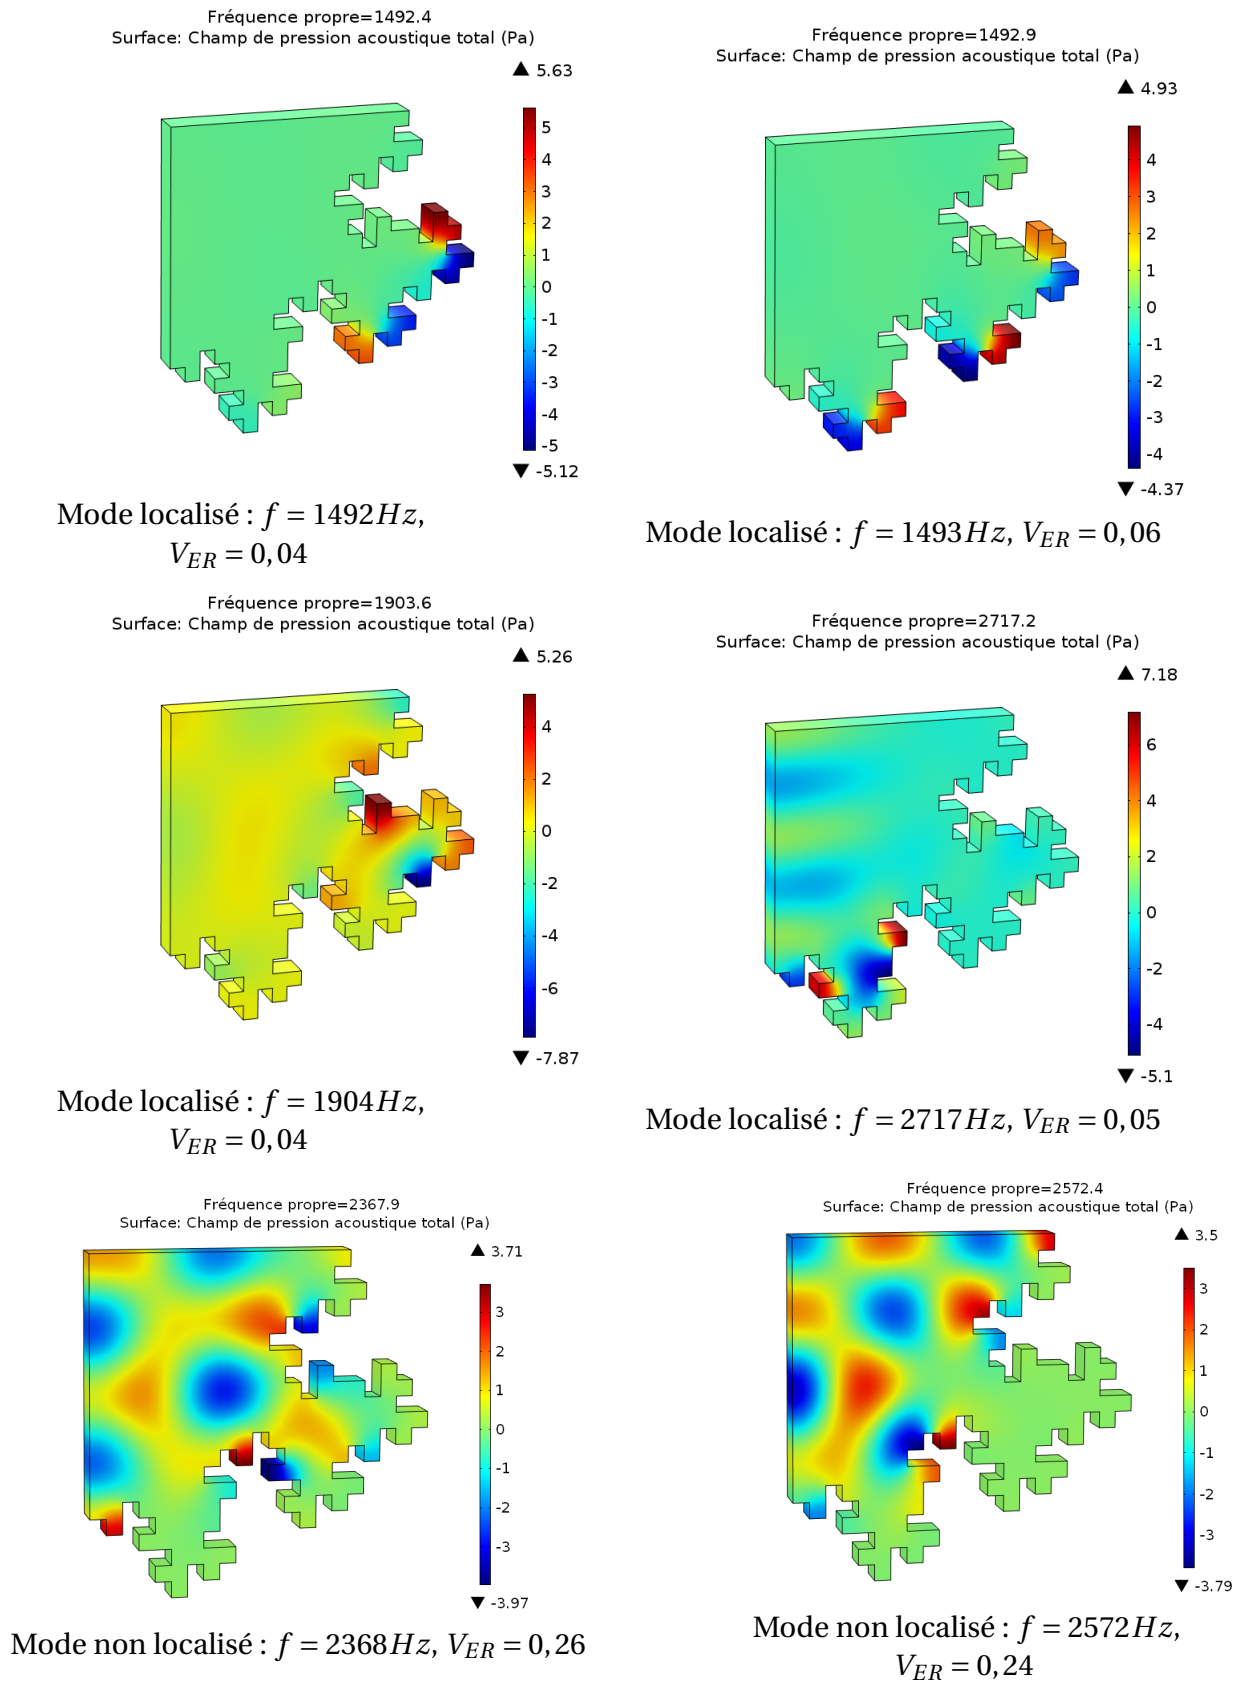 Fréquence propre=1492.4
Surface: Champ de pression acoustique total (Pa)
▲ 5.63
5
4
3
2
1
0
-1
-2
-3
-4
-5
▼ -5.12
Mode localisé : f = 1492Hz,
V_ER = 0,04
Fréquence propre=1492.9
Surface: Champ de pression acoustique total (Pa)
▲ 4.93
4
3
2
1
0
-1
-2
-3
-4
▼ -4.37
Mode localisé : f = 1493Hz, V_ER = 0,06
Fréquence propre=1903.6
Surface: Champ de pression acoustique total (Pa)
▲ 5.26
4
2
0
-2
-4
-6
▼ -7.87
Mode localisé : f = 1904Hz,
V_ER = 0,04
Fréquence propre=2717.2
Surface: Champ de pression acoustique total (Pa)
▲ 7.18
6
4
2
0
-2
-4
▼ -5.1
Mode localisé : f = 2717Hz, V_ER = 0,05
Fréquence propre=2367.9
Surface: Champ de pression acoustique total (Pa)
▲ 3.71
3
2
1
0
-1
-2
-3
▼ -3.97
Mode non localisé : f = 2368Hz, V_ER = 0,26
Fréquence propre=2572.4
Surface: Champ de pression acoustique total (Pa)
▲ 3.5
3
2
1
0
-1
-2
-3
▼ -3.79
Mode non localisé : f = 2572Hz,
V_ER = 0,24